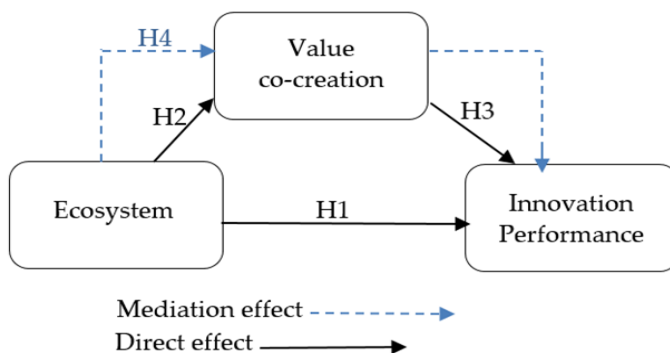 H4
Value
co-creation
H2
H3
Ecosystem
H1
Innovation
Performance
Mediation effect
Direct effect